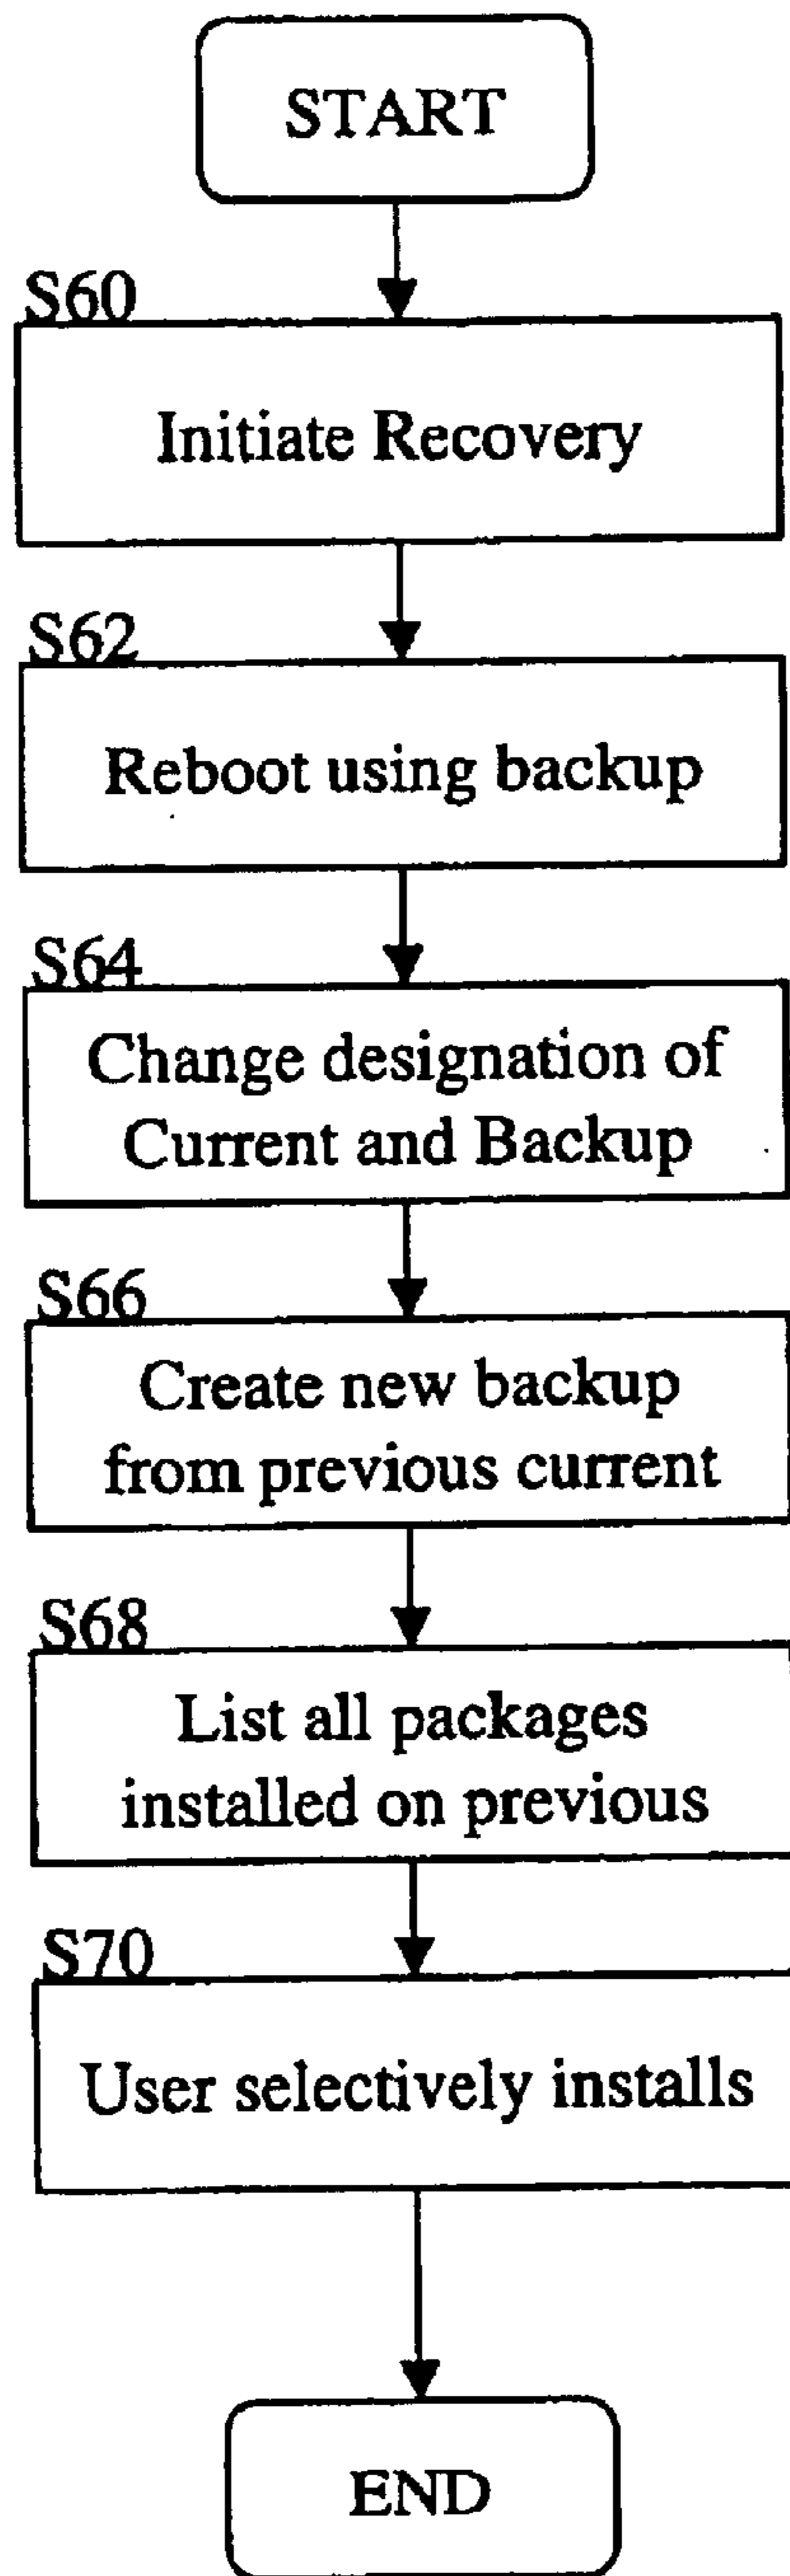 START
S60
Initiate Recovery
S62
Reboot using backup
S64
Change designation of
Current and Backup
S66
Create new backup
from previous current
S68
List all packages
installed on previous
S70
User selectively installs
END